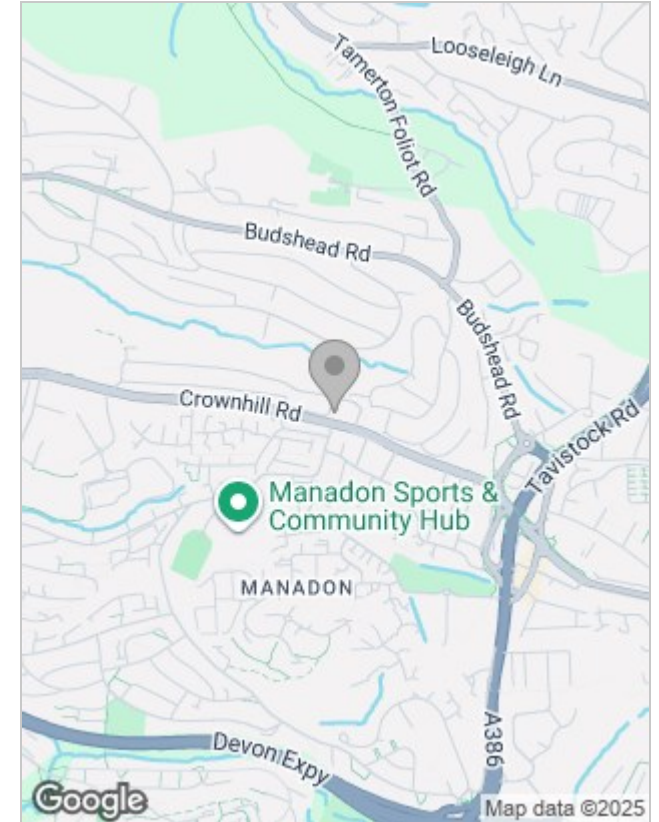 Looseleigh Ln
Tamerton Foliot Rd
Budshead Rd
Budshead Rd
Crownhill Rd
Tavistock Rd
Manadon Sports &
Community Hub
MANADON
A386
Devon Expy
Google
Map data ©2025